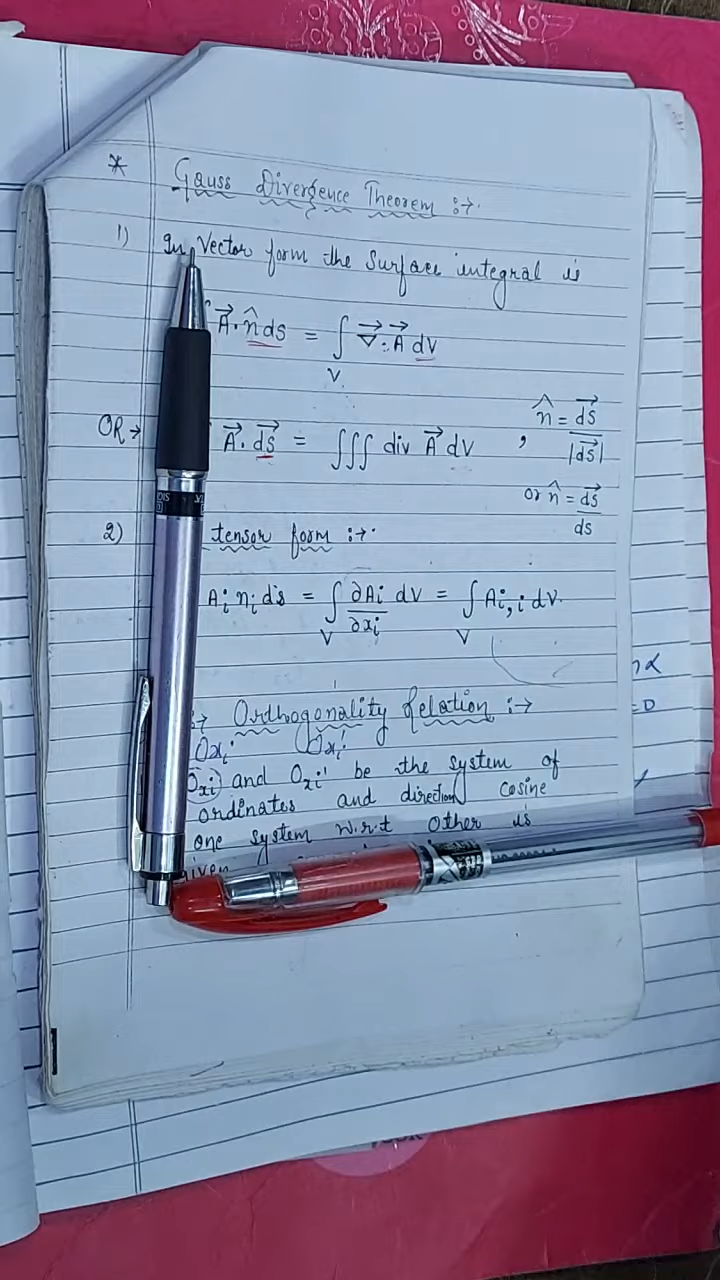 * Gauss Divergence Theorem :→.
1) In Vector form the surface integral is
A⃗·n̂ ds = ∫ ∇⃗·A⃗ dV
V
OR→ A⃗·ds⃗ = ∫∫∫ div A⃗ dV , n̂ = ds⃗ / |ds⃗|
or n̂ = ds⃗ / ds
2) tensor form :→.
Ai ni ds = ∫ ∂Ai/∂xi dV = ∫ Ai,i dV.
V V
:→ Orthogonality Relation :→
Oxi Oxi'
Oxi and Oxi' be the system of
ordinates and direction cosine
one system w.r.t other is
given